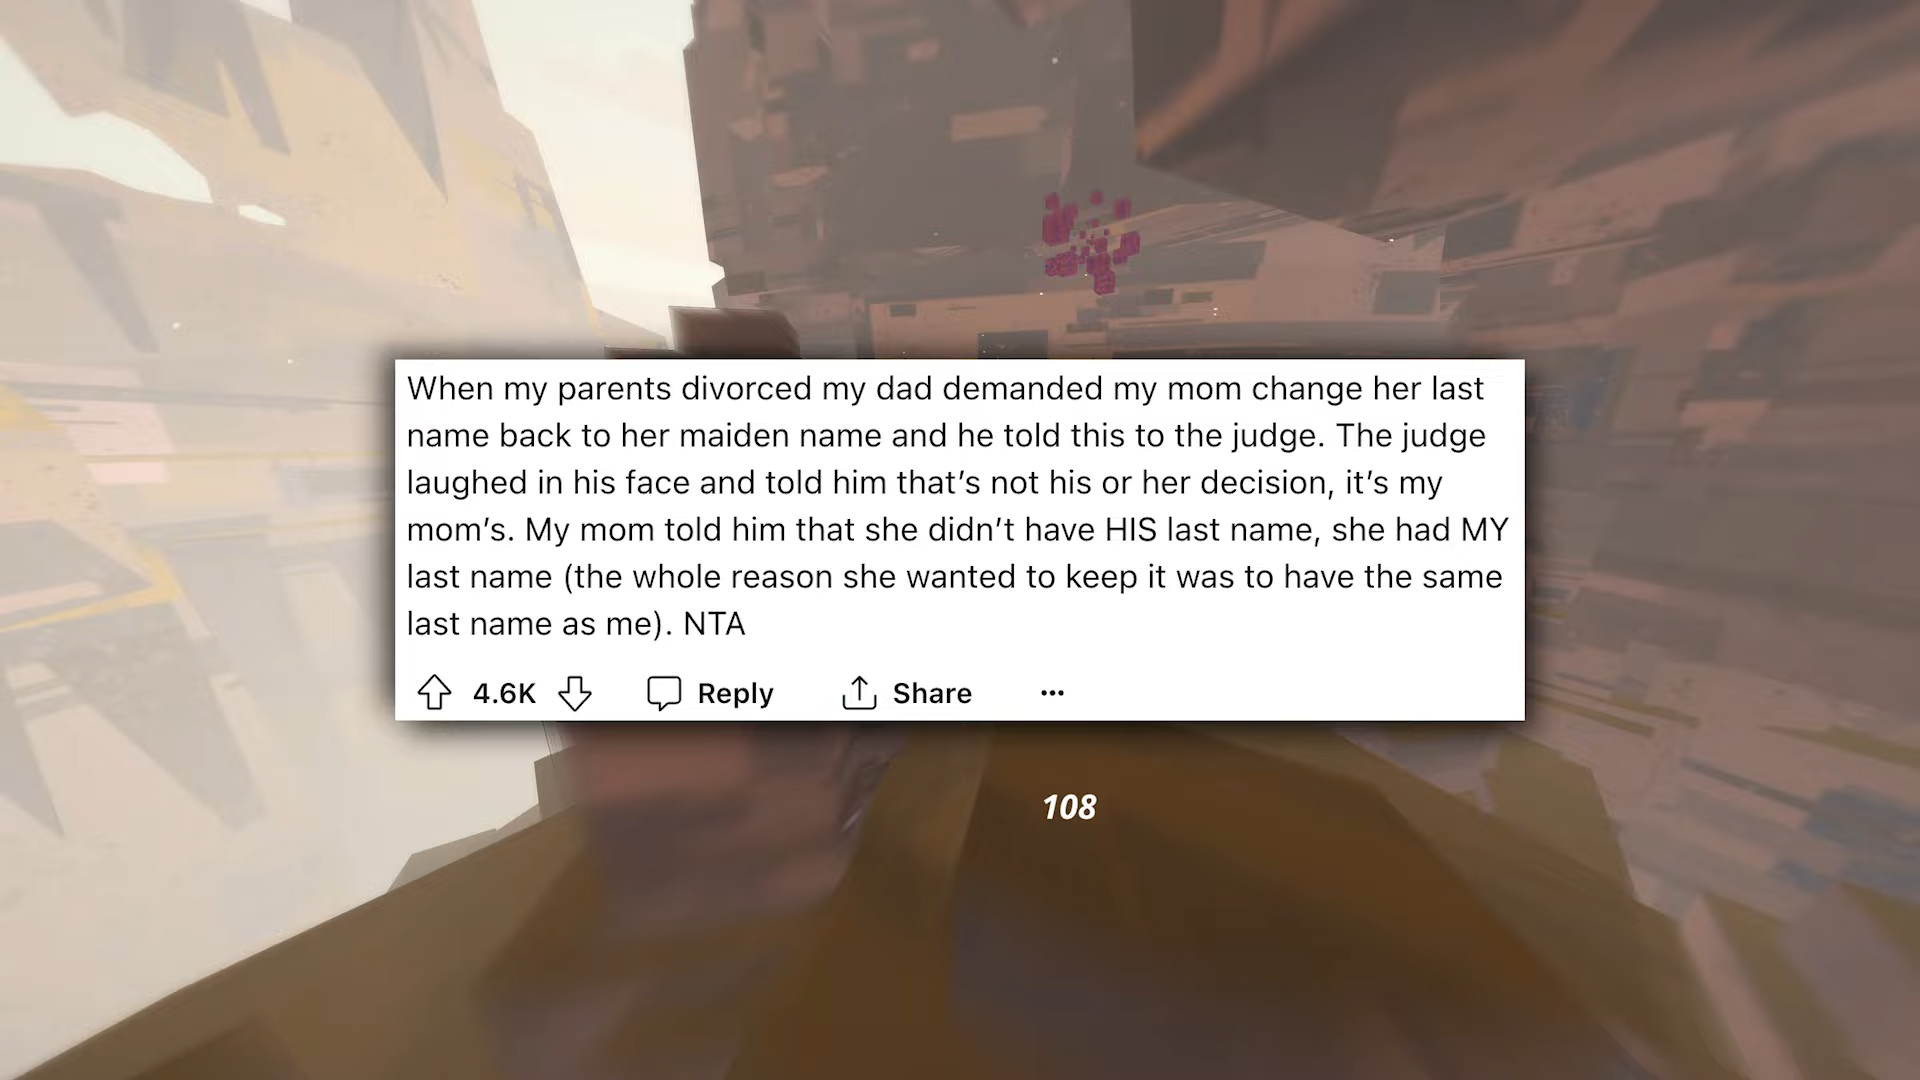 When my parents divorced my dad demanded my mom change her last
name back to her maiden name and he told this to the judge. The judge
laughed in his face and told him that’s not his or her decision, it’s my
mom’s. My mom told him that she didn’t have HIS last name, she had MY
last name (the whole reason she wanted to keep it was to have the same
last name as me). NTA
4.6K Reply Share
108